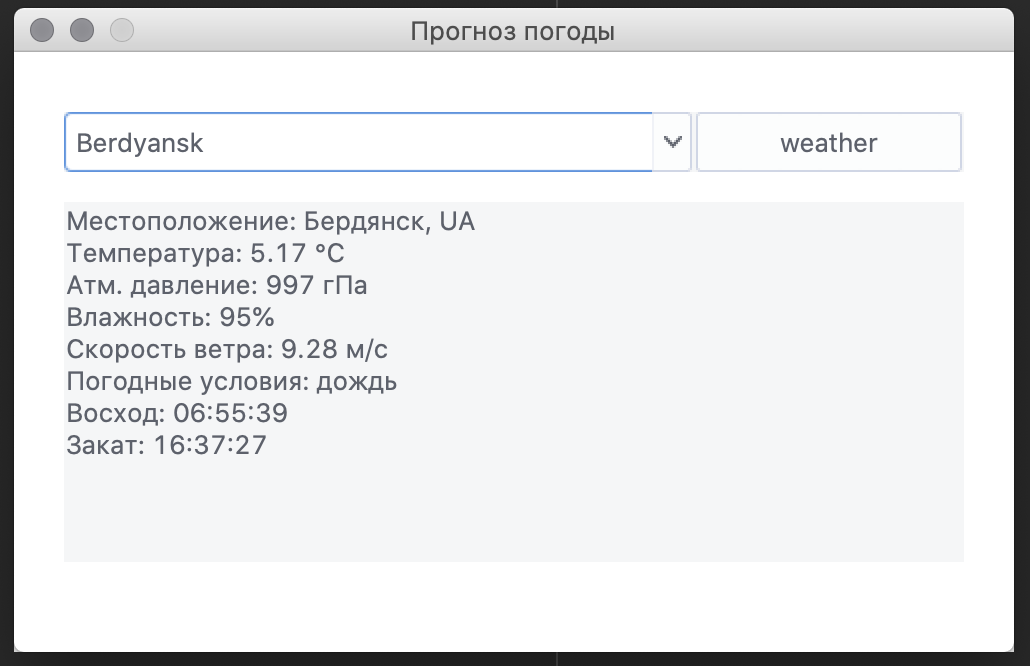 Прогноз погоды
Berdyansk
weather
Местоположение: Бердянск, UA
Температура: 5.17 °C
Атм. давление: 997 гПа
Влажность: 95%
Скорость ветра: 9.28 м/с
Погодные условия: дождь
Восход: 06:55:39
Закат: 16:37:27